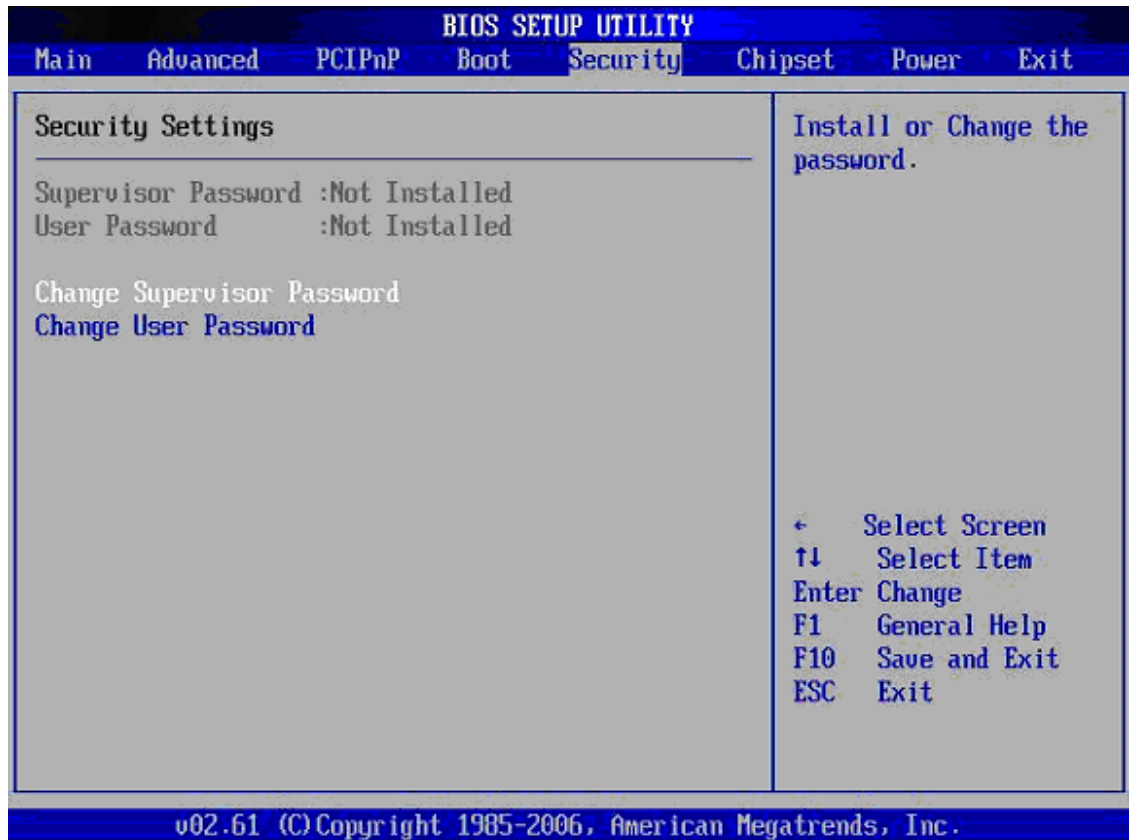 BIOS SETUP UTILITY
Main Advanced PCIPnP Boot Security Chipset Power Exit
Security Settings
Supervisor Password :Not Installed
User Password :Not Installed
Change Supervisor Password
Change User Password
Install or Change the
password.
← Select Screen
↑↓ Select Item
Enter Change
F1 General Help
F10 Save and Exit
ESC Exit
v02.61 (C)Copyright 1985-2006, American Megatrends, Inc.